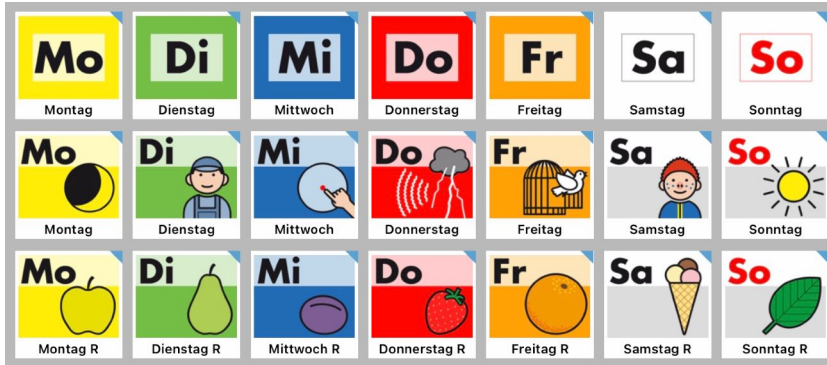 Mo Di Mi Do Fr Sa So
Montag Dienstag Mittwoch Donnerstag Freitag Samstag Sonntag
Mo Di Mi Do Fr Sa So
Montag Dienstag Mittwoch Donnerstag Freitag Samstag Sonntag
Mo Di Mi Do Fr Sa So
Montag R Dienstag R Mittwoch R Donnerstag R Freitag R Samstag R Sonntag R